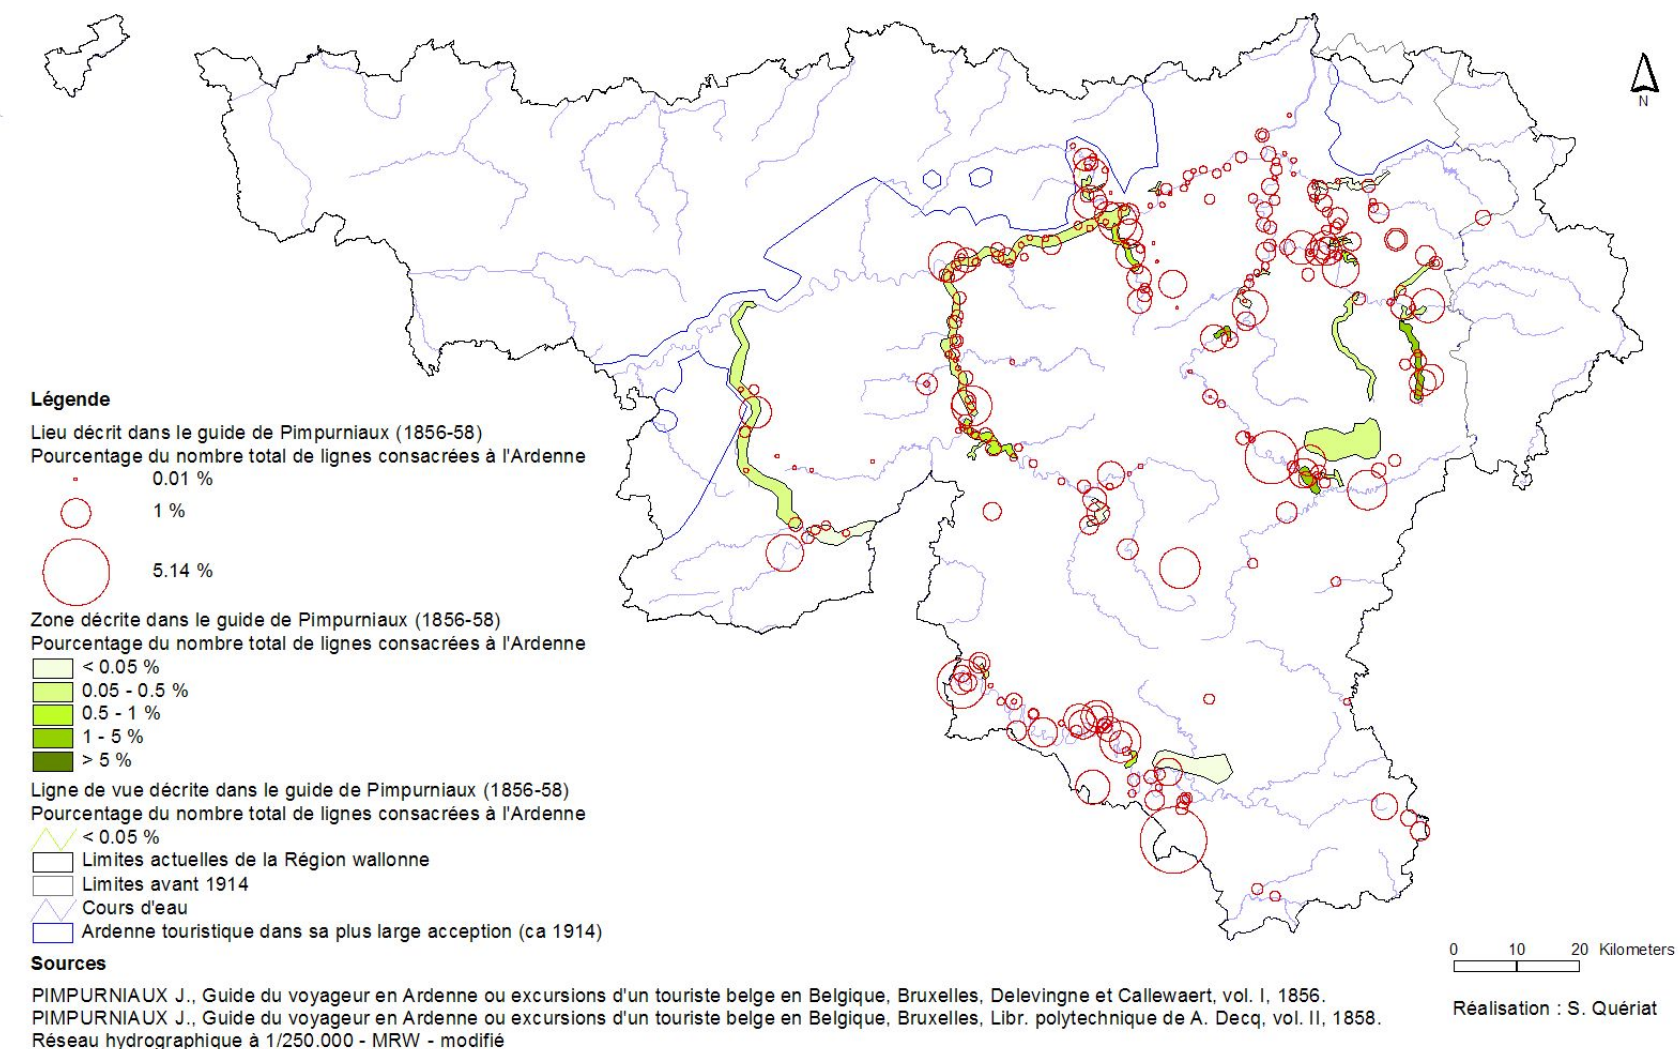 N
Légende
Lieu décrit dans le guide de Pimpurniaux (1856-58)
Pourcentage du nombre total de lignes consacrées à l'Ardenne
0.01 %
1 %
5.14 %
Zone décrite dans le guide de Pimpurniaux (1856-58)
Pourcentage du nombre total de lignes consacrées à l'Ardenne
< 0.05 %
0.05 - 0.5 %
0.5 - 1 %
1 - 5 %
> 5 %
Ligne de vue décrite dans le guide de Pimpurniaux (1856-58)
Pourcentage du nombre total de lignes consacrées à l'Ardenne
< 0.05 %
Limites actuelles de la Région wallonne
Limites avant 1914
Cours d'eau
Ardenne touristique dans sa plus large acception (ca 1914)
0 10 20 Kilometers
Sources
PIMPURNIAUX J., Guide du voyageur en Ardenne ou excursions d'un touriste belge en Belgique, Bruxelles, Delevingne et Callewaert, vol. I, 1856.
PIMPURNIAUX J., Guide du voyageur en Ardenne ou excursions d'un touriste belge en Belgique, Bruxelles, Libr. polytechnique de A. Decq, vol. II, 1858.
Réseau hydrographique à 1/250.000 - MRW - modifié
Réalisation : S. Quériat